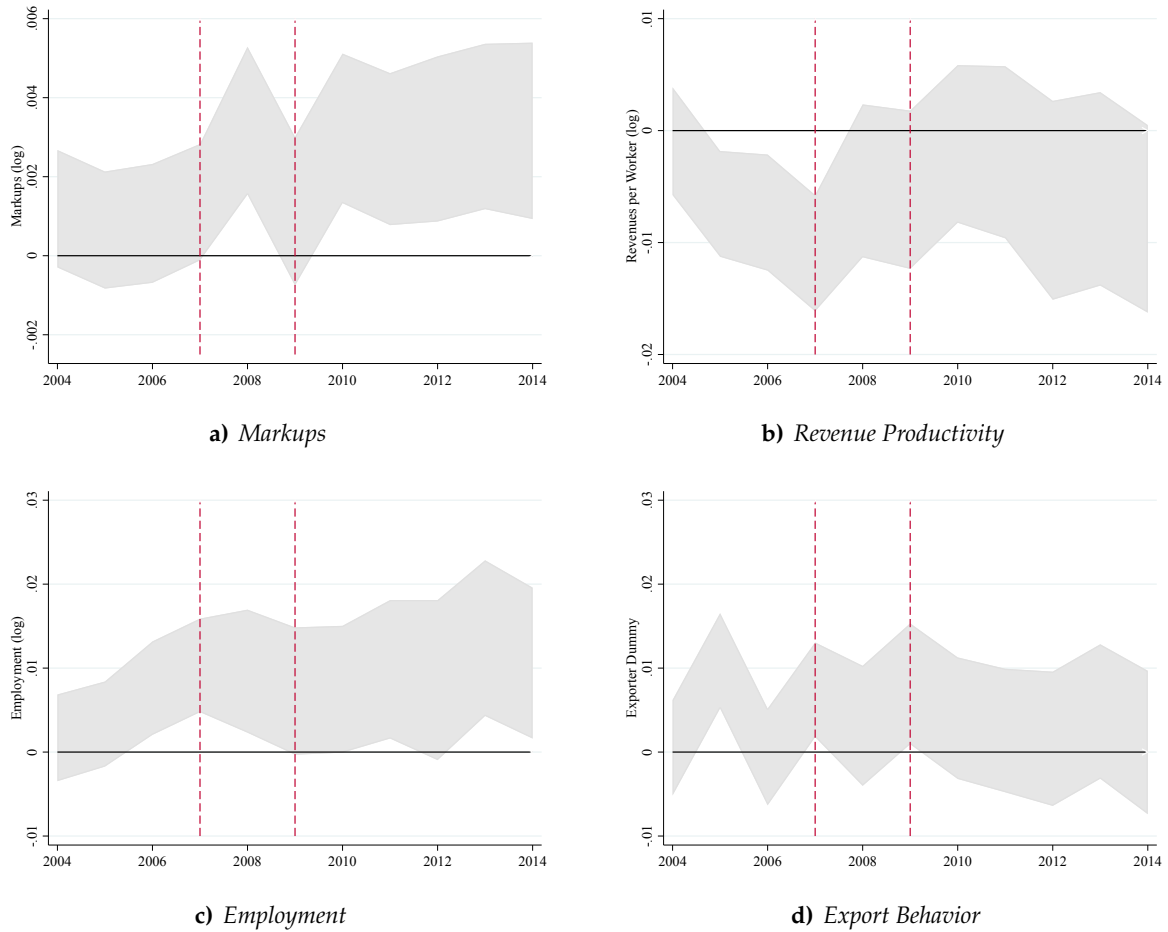 .006
.004
.002
0
-.002
Markups (log)
2004 2006 2008 2010 2012 2014
a) Markups
.01
0
-.01
-.02
Revenues per Worker (log)
2004 2006 2008 2010 2012 2014
b) Revenue Productivity
.03
.02
.01
0
-.01
Employment (log)
2004 2006 2008 2010 2012 2014
c) Employment
.03
.02
.01
0
-.01
Exporter Dummy
2004 2006 2008 2010 2012 2014
d) Export Behavior